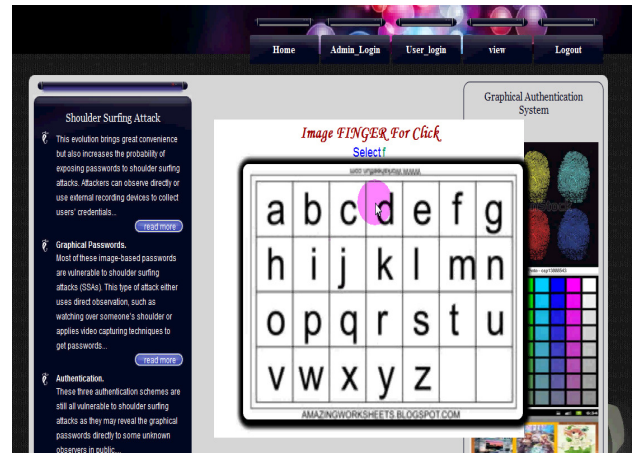 Home Admin_Login User_login view Logout
Shoulder Surfing Attack
This evolution brings great convenience
but also increases the probability of
exposing passwords to shoulder surfing
attacks. Attackers can observe directly or
use external recording devices to collect
users' credentials...
read more
Graphical Passwords.
Most of these image-based passwords
are vulnerable to shoulder surfing
attacks (SSAs). This type of attack either
uses direct observation, such as
watching over someone's shoulder or
applies video capturing techniques to
get passwords...
read more
Authentication.
These three authentication schemes are
still all vulnerable to shoulder surfing
attacks as they may reveal the graphical
passwords directly to some unknown
observers in public....
Image FINGER For Click
Select f
a b c d e f g
h i j k l m n
o p q r s t u
v w x y z
AMAZINGWORKSHEETS.BLOGSPOT.COM
Graphical Authentication
System